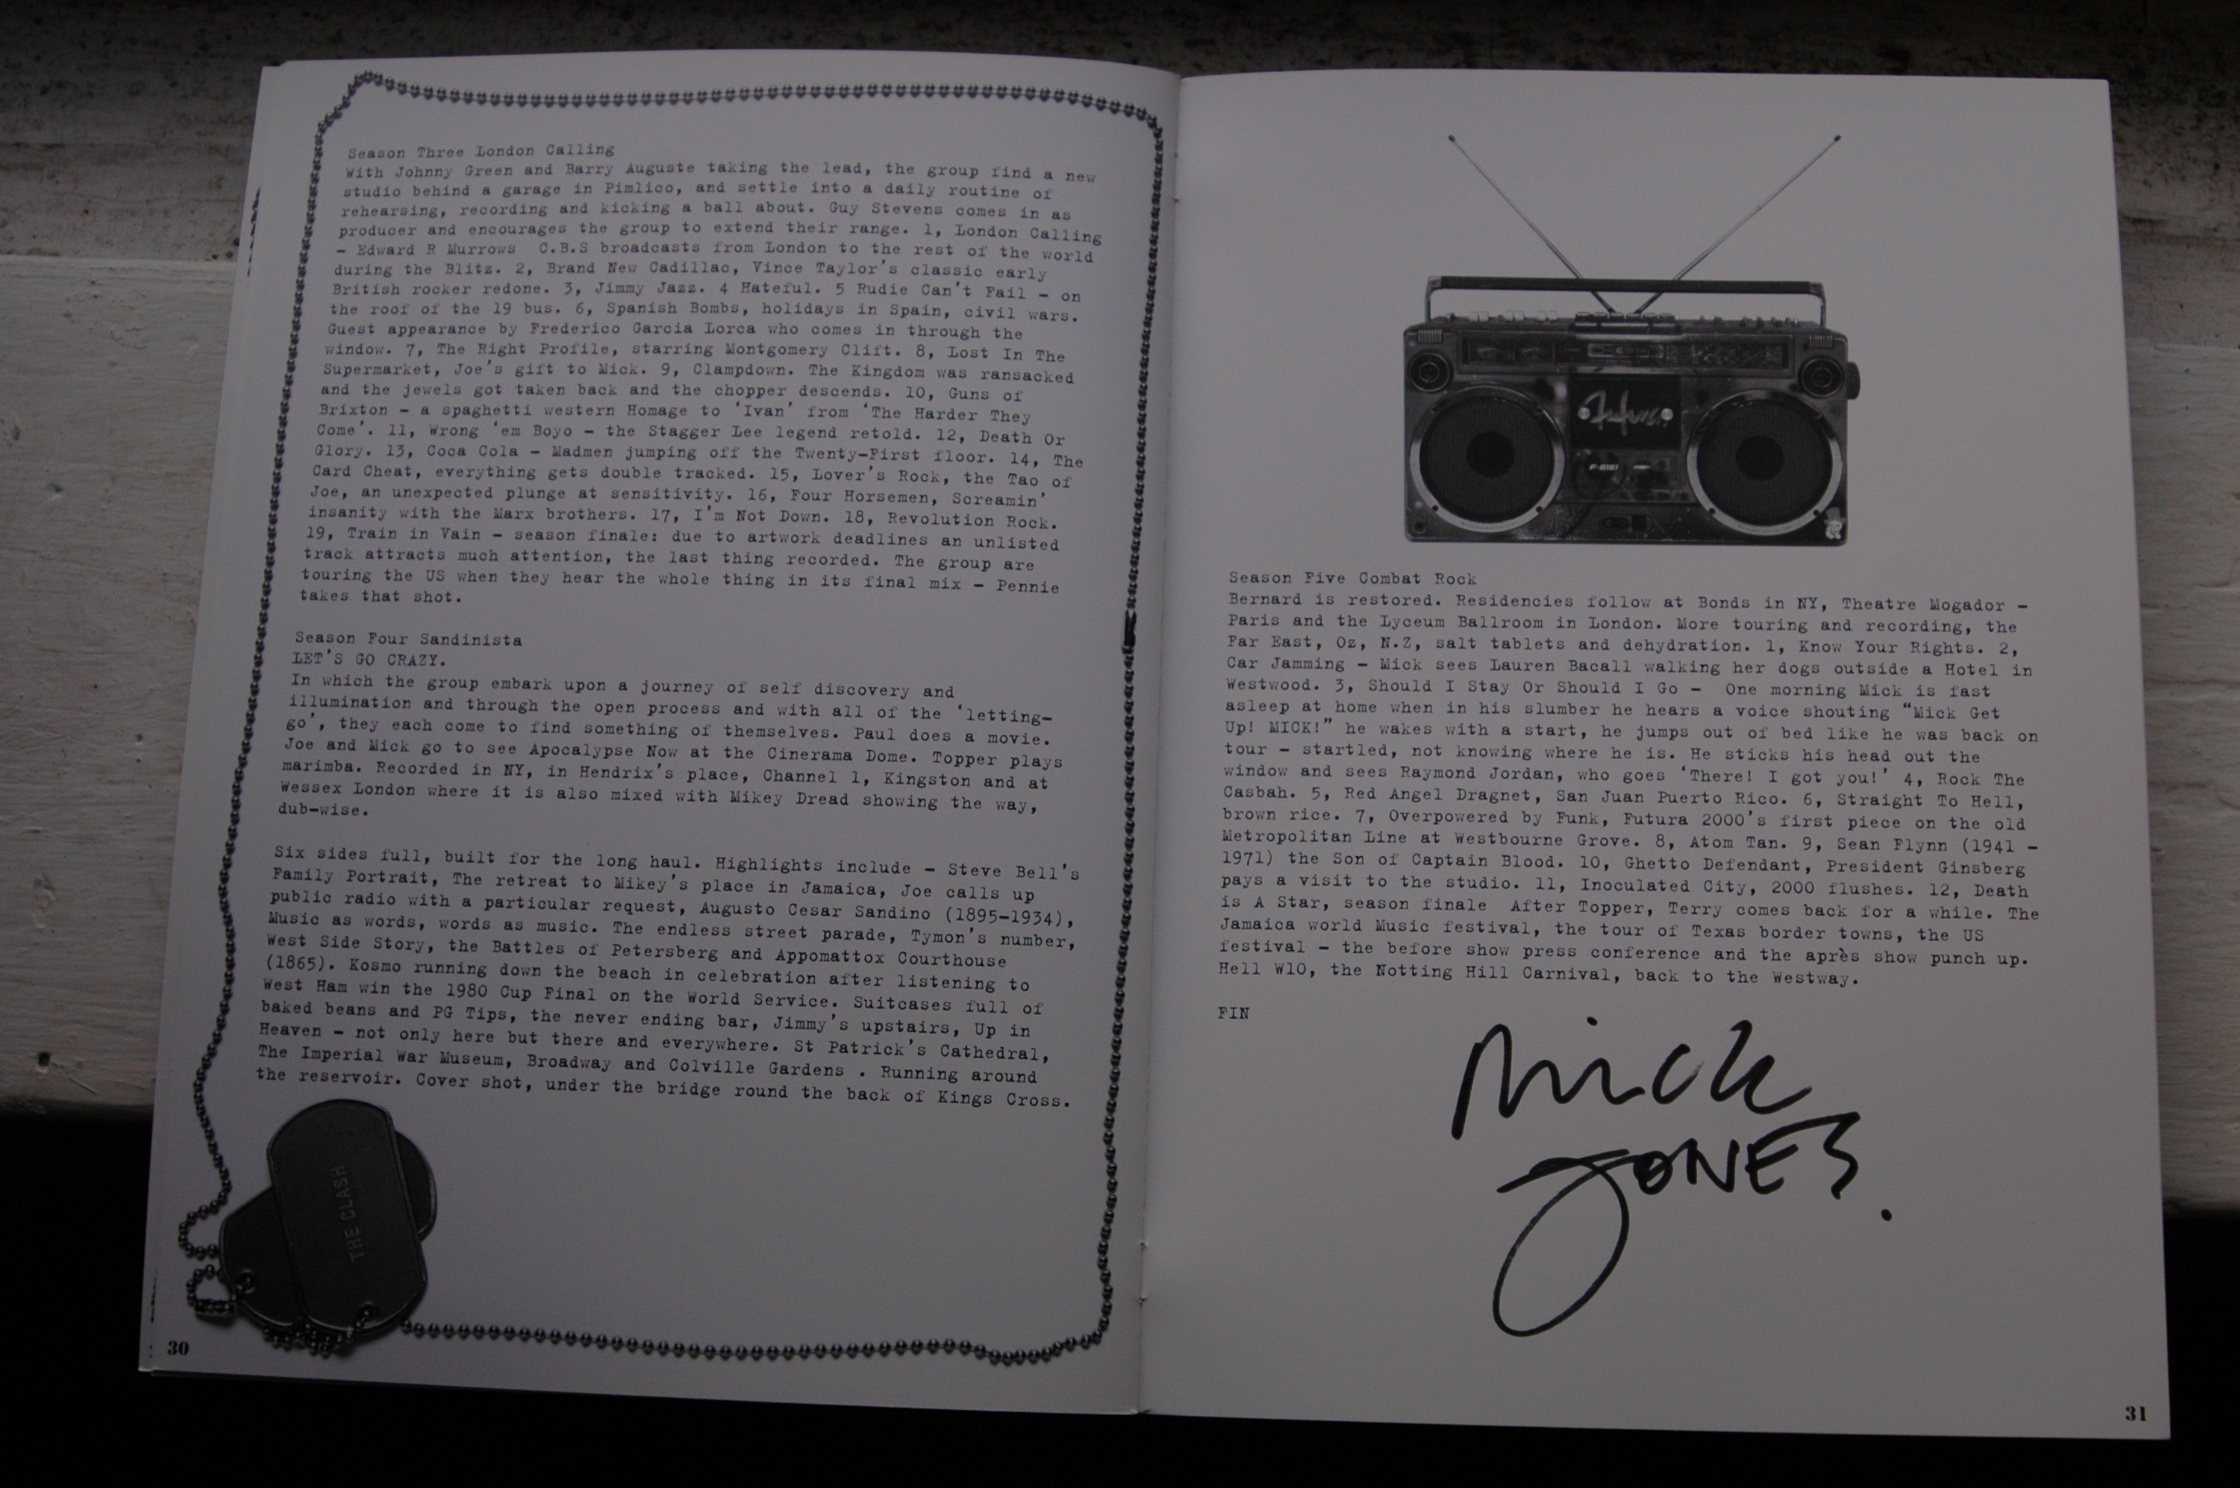 Season Three London Calling
With Johnny Green and Barry Auguste taking the lead, the group find a new
studio behind a garage in Pimlico, and settle into a daily routine of
rehearsing, recording and kicking a ball about. Guy Stevens comes in as
producer and encourages the group to extend their range. 1, London Calling
- Edward R Murrows C.B.S broadcasts from London to the rest of the world
during the Blitz. 2, Brand New Cadillac, Vince Taylor's classic early
British rocker redone. 3, Jimmy Jazz. 4 Hateful. 5 Rudie Can't Fail - on
the roof of the 19 bus. 6, Spanish Bombs, holidays in Spain, civil wars.
Guest appearance by Frederico Garcia Lorca who comes in through the
window. 7, The Right Profile, starring Montgomery Clift. 8, Lost In The
Supermarket, Joe's gift to Mick. 9, Clampdown. The Kingdom was ransacked
and the jewels got taken back and the chopper descends. 10, Guns of
Brixton - a spaghetti western Homage to 'Ivan' from 'The Harder They
Come'. 11, Wrong 'em Boyo - the Stagger Lee legend retold. 12, Death Or
Glory. 13, Coca Cola - Madmen jumping off the Twenty-First floor. 14, The
Card Cheat, everything gets double tracked. 15, Lover's Rock, the Tao of
Joe, an unexpected plunge at sensitivity. 16, Four Horsemen, Screamin'
insanity with the Marx brothers. 17, I'm Not Down. 18, Revolution Rock.
19, Train in Vain - season finale: due to artwork deadlines an unlisted
track attracts much attention, the last thing recorded. The group are
touring the US when they hear the whole thing in its final mix - Pennie
takes that shot.
Season Four Sandinista
LET'S GO CRAZY.
In which the group embark upon a journey of self discovery and
illumination and through the open process and with all of the 'letting-
go', they each come to find something of themselves. Paul does a movie.
Joe and Mick go to see Apocalypse Now at the Cinerama Dome. Topper plays
marimba. Recorded in NY, in Hendrix's place, Channel 1, Kingston and at
Wessex London where it is also mixed with Mikey Dread showing the way,
dub-wise.
Six sides full, built for the long haul. Highlights include - Steve Bell's
Family Portrait, The retreat to Mikey's place in Jamaica, Joe calls up
public radio with a particular request, Augusto Cesar Sandino (1895-1934),
Music as words, words as music. The endless street parade, Tymon's number,
West Side Story, the Battles of Petersberg and Appomattox Courthouse
(1865). Kosmo running down the beach in celebration after listening to
West Ham win the 1980 Cup Final on the World Service. Suitcases full of
baked beans and PG Tips, the never ending bar, Jimmy's upstairs, Up in
Heaven - not only here but there and everywhere. St Patrick's Cathedral,
The Imperial War Museum, Broadway and Colville Gardens . Running around
the reservoir. Cover shot, under the bridge round the back of Kings Cross.
THE CLASH
30
Futura
Season Five Combat Rock
Bernard is restored. Residencies follow at Bonds in NY, Theatre Mogador -
Paris and the Lyceum Ballroom in London. More touring and recording, the
Far East, Oz, N.Z, salt tablets and dehydration. 1, Know Your Rights. 2,
Car Jamming - Mick sees Lauren Bacall walking her dogs outside a Hotel in
Westwood. 3, Should I Stay Or Should I Go - One morning Mick is fast
asleep at home when in his slumber he hears a voice shouting "Mick Get
Up! MICK!" he wakes with a start, he jumps out of bed like he was back on
tour - startled, not knowing where he is. He sticks his head out the
window and sees Raymond Jordan, who goes 'There! I got you!' 4, Rock The
Casbah. 5, Red Angel Dragnet, San Juan Puerto Rico. 6, Straight To Hell,
brown rice. 7, Overpowered by Funk, Futura 2000's first piece on the old
Metropolitan Line at Westbourne Grove. 8, Atom Tan. 9, Sean Flynn (1941 -
1971) the Son of Captain Blood. 10, Ghetto Defendant, President Ginsberg
pays a visit to the studio. 11, Inoculated City, 2000 flushes. 12, Death
is A Star, season finale After Topper, Terry comes back for a while. The
Jamaica world Music festival, the tour of Texas border towns, the US
festival - the before show press conference and the après show punch up.
Hell W10, the Notting Hill Carnival, back to the Westway.
FIN
Mick
JONES.
31